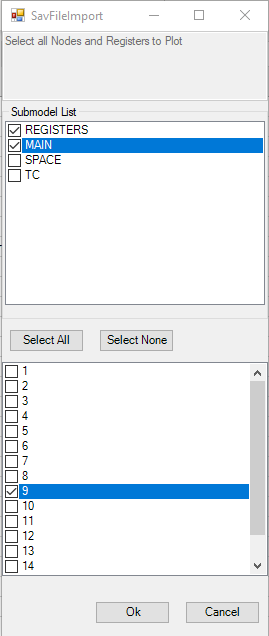 SavFileImport
Select all Nodes and Registers to Plot
Submodel List
REGISTERS
MAIN
SPACE
TC
Select All
Select None
1
2
3
4
5
6
7
8
9
10
11
12
13
14
Ok
Cancel